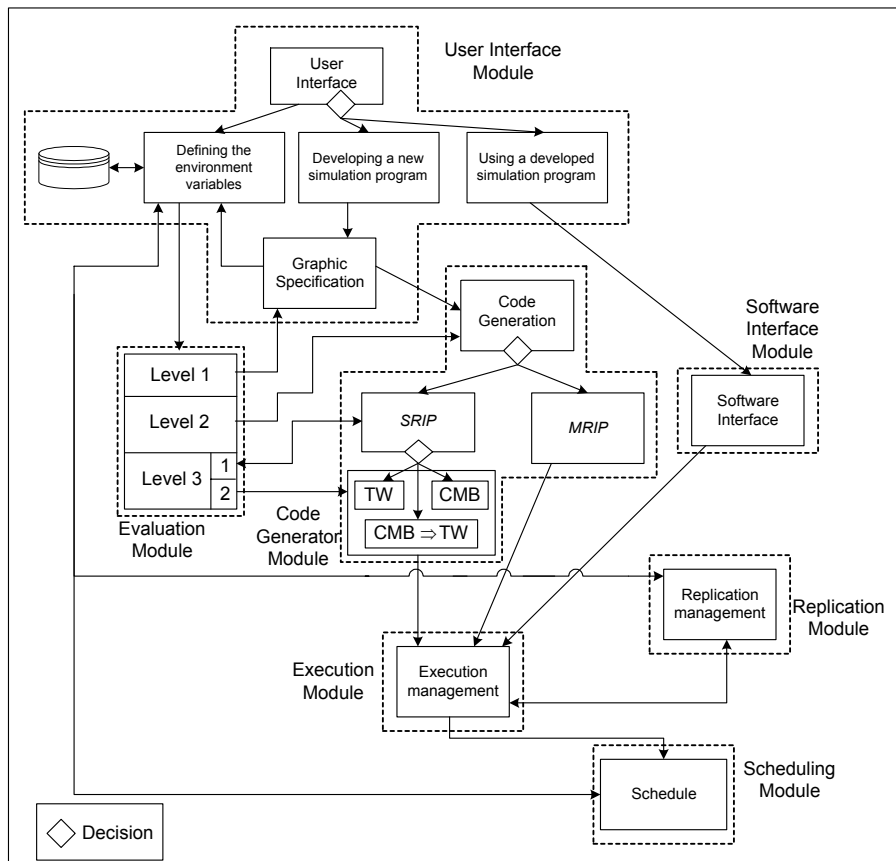 User
Interface
User Interface
Module
Defining the
environment
variables
Developing a new
simulation program
Using a developed
simulation program
Graphic
Specification
Code
Generation
Software
Interface
Module
Level 1
Level 2
Level 3
1
2
SRIP
MRIP
Software
Interface
TW
CMB
CMB ⇒ TW
Evaluation
Module
Code
Generator
Module
Replication
management
Replication
Module
Execution
Module
Execution
management
Schedule
Scheduling
Module
Decision